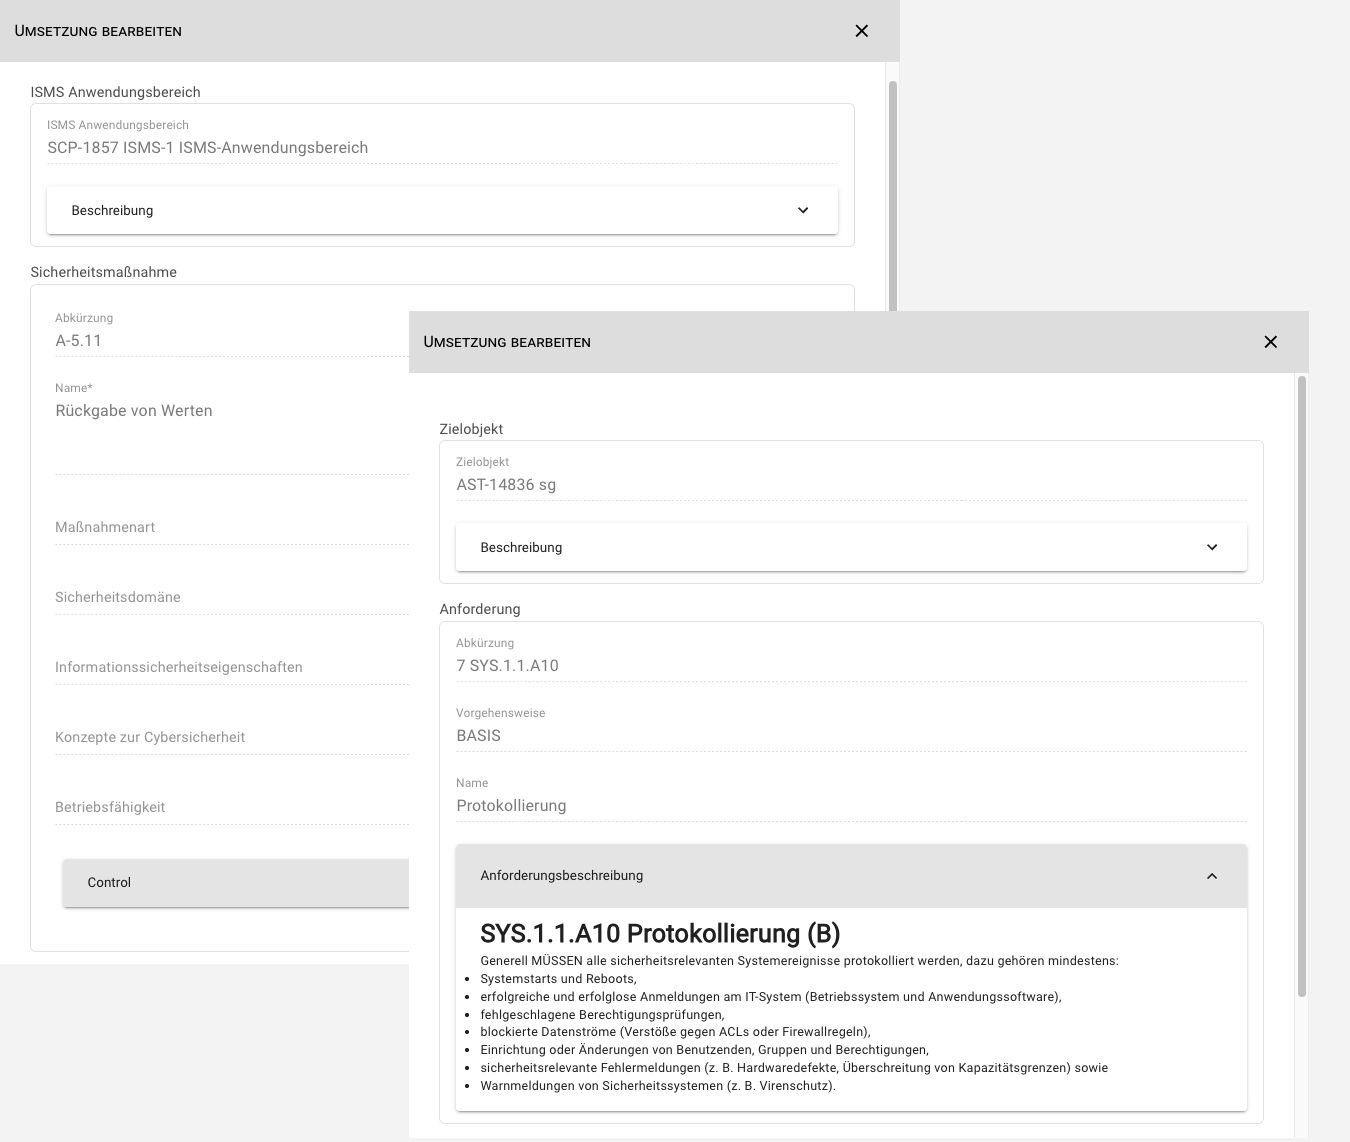 Umsetzung bearbeiten
ISMS Anwendungsbereich
ISMS Anwendungsbereich
SCP-1857 ISMS-1 ISMS-Anwendungsbereich
Beschreibung
Sicherheitsmaßnahme
Abkürzung
A-5.11
Name*
Rückgabe von Werten
Maßnahmenart
Sicherheitsdomäne
Informationssicherheitseigenschaften
Konzepte zur Cybersicherheit
Betriebsfähigkeit
Control
Umsetzung bearbeiten
Zielobjekt
Zielobjekt
AST-14836 sg
Beschreibung
Anforderung
Abkürzung
7 SYS.1.1.A10
Vorgehensweise
BASIS
Name
Protokollierung
Anforderungsbeschreibung
SYS.1.1.A10 Protokollierung (B)
Generell MÜSSEN alle sicherheitsrelevanten Systemereignisse protokolliert werden, dazu gehören mindestens:
• Systemstarts und Reboots,
• erfolgreiche und erfolglose Anmeldungen am IT-System (Betriebssystem und Anwendungssoftware),
• fehlgeschlagene Berechtigungsprüfungen,
• blockierte Datenströme (Verstöße gegen ACLs oder Firewallregeln),
• Einrichtung oder Änderungen von Benutzenden, Gruppen und Berechtigungen,
• sicherheitsrelevante Fehlermeldungen (z. B. Hardwaredefekte, Überschreitung von Kapazitätsgrenzen) sowie
• Warnmeldungen von Sicherheitssystemen (z. B. Virenschutz).